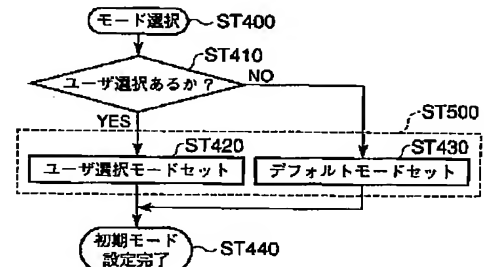 モード選択 ST400
ST410
ユーザ選択あるか？ NO
YES ST500
ST420 ST430
ユーザ選択モードセット デフォルトモードセット
初期モード
設定完了 ST440